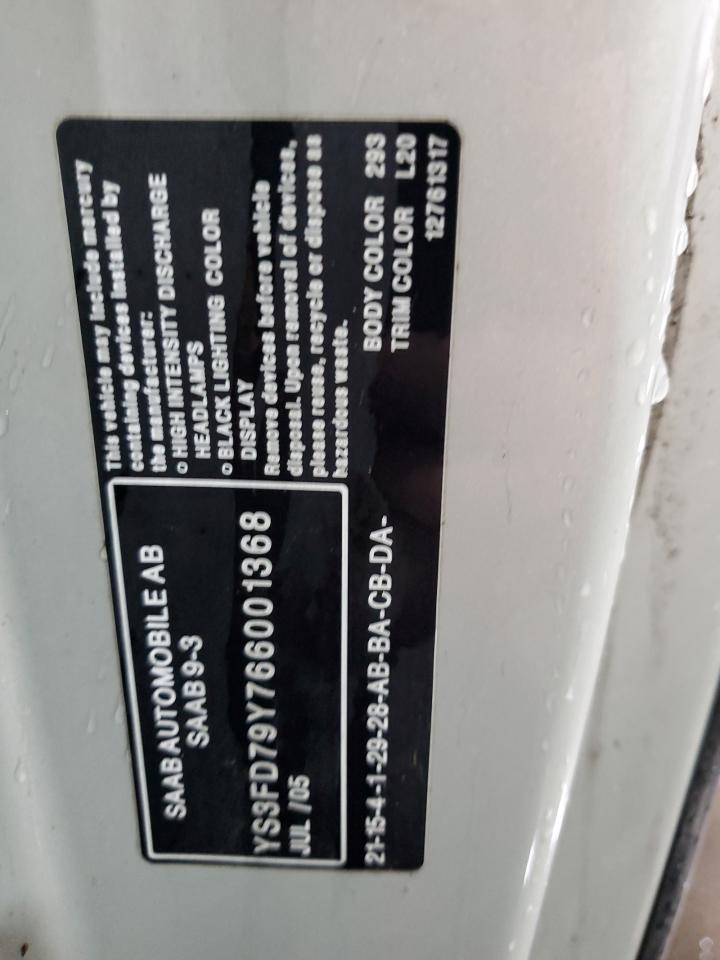 SAAB AUTOMOBILE AB
SAAB 9-3
YS3FD79Y766001368
JUL /05
This vehicle may include mercury
containing devices installed by
the manufacturer:
o HIGH INTENSITY DISCHARGE
HEADLAMPS
o BLACK LIGHTING COLOR
DISPLAY
Remove devices before vehicle
disposal. Upon removal of devices,
please reuse, recycle or dispose as
hazardous waste.
21-15-4-1-29-28-AB-BA-CB-DA-
BODY COLOR 293
TRIM COLOR L20
12761317